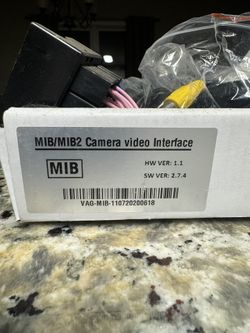 MIB/MIB2 Camera video Interface
MIB
HW VER: 1.1
SW VER: 2.7.4
VAG-MIB-110720200618